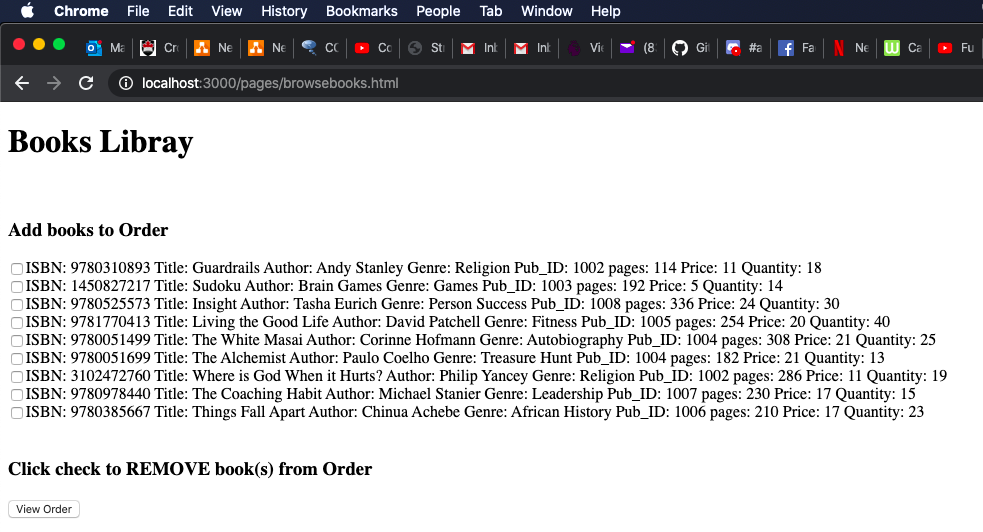 Chrome File Edit View History Bookmarks People Tab Window Help
Ma Cr Ne Ne CC Co St Inb Inb Vi (8 Git #a Fa Ne Ca Fu
localhost:3000/pages/browsebooks.html
Books Libray
Add books to Order
ISBN: 9780310893 Title: Guardrails Author: Andy Stanley Genre: Religion Pub_ID: 1002 pages: 114 Price: 11 Quantity: 18
ISBN: 1450827217 Title: Sudoku Author: Brain Games Genre: Games Pub_ID: 1003 pages: 192 Price: 5 Quantity: 14
ISBN: 9780525573 Title: Insight Author: Tasha Eurich Genre: Person Success Pub_ID: 1008 pages: 336 Price: 24 Quantity: 30
ISBN: 9781770413 Title: Living the Good Life Author: David Patchell Genre: Fitness Pub_ID: 1005 pages: 254 Price: 20 Quantity: 40
ISBN: 9780051499 Title: The White Masai Author: Corinne Hofmann Genre: Autobiography Pub_ID: 1004 pages: 308 Price: 21 Quantity: 25
ISBN: 9780051699 Title: The Alchemist Author: Paulo Coelho Genre: Treasure Hunt Pub_ID: 1004 pages: 182 Price: 21 Quantity: 13
ISBN: 3102472760 Title: Where is God When it Hurts? Author: Philip Yancey Genre: Religion Pub_ID: 1002 pages: 286 Price: 11 Quantity: 19
ISBN: 9780978440 Title: The Coaching Habit Author: Michael Stanier Genre: Leadership Pub_ID: 1007 pages: 230 Price: 17 Quantity: 15
ISBN: 9780385667 Title: Things Fall Apart Author: Chinua Achebe Genre: African History Pub_ID: 1006 pages: 210 Price: 17 Quantity: 23
Click check to REMOVE book(s) from Order
View Order